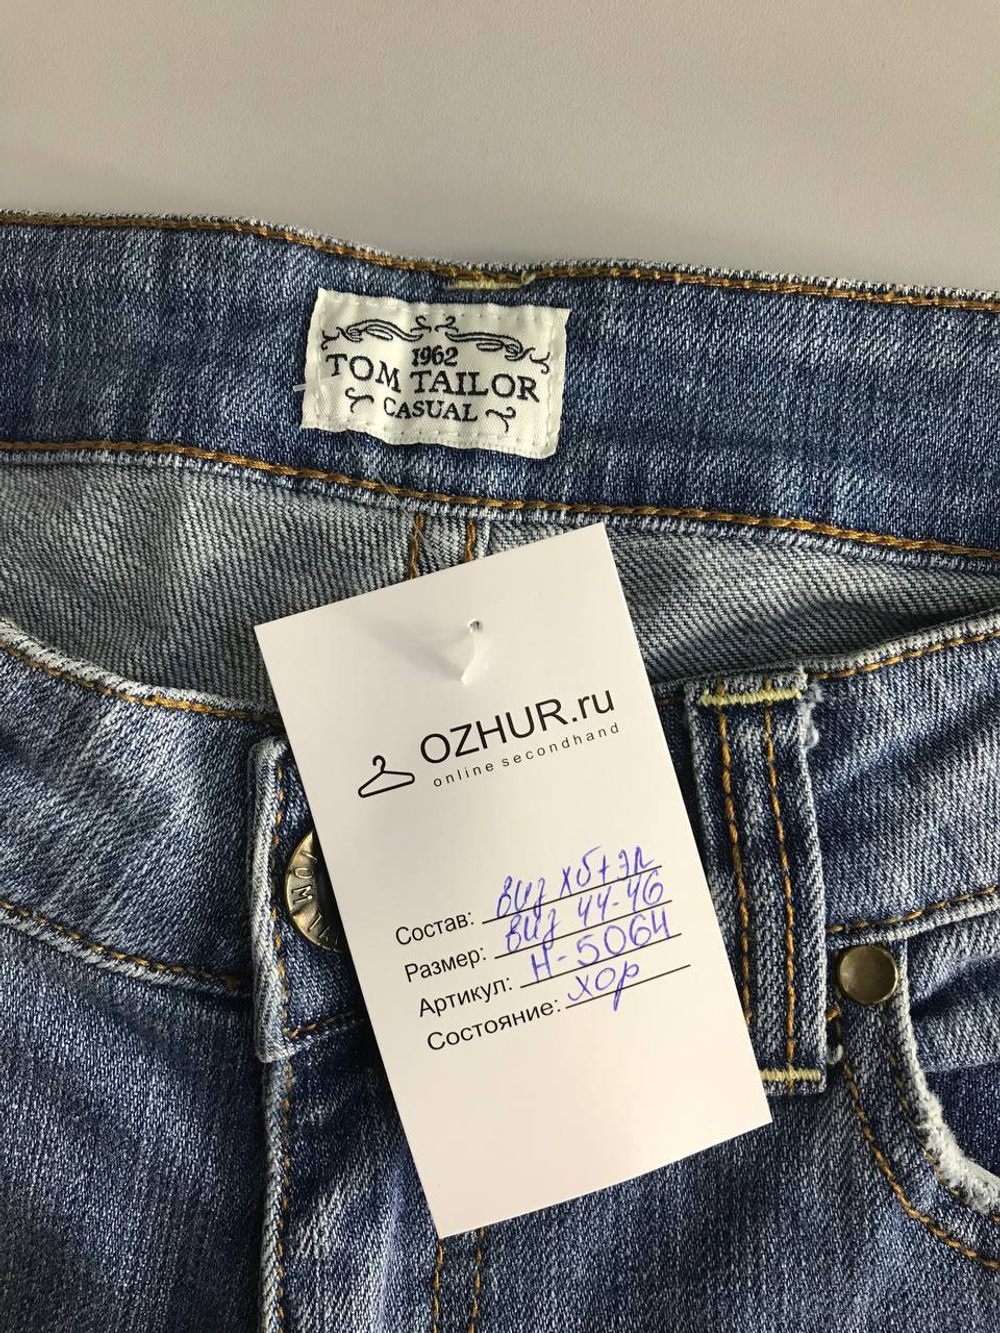 1962
TOM TAILOR
CASUAL
OZHUR.ru
online secondhand
Состав: виз хб+эл
Размер: виз 44-46
Артикул: Н-5064
Состояние: хор